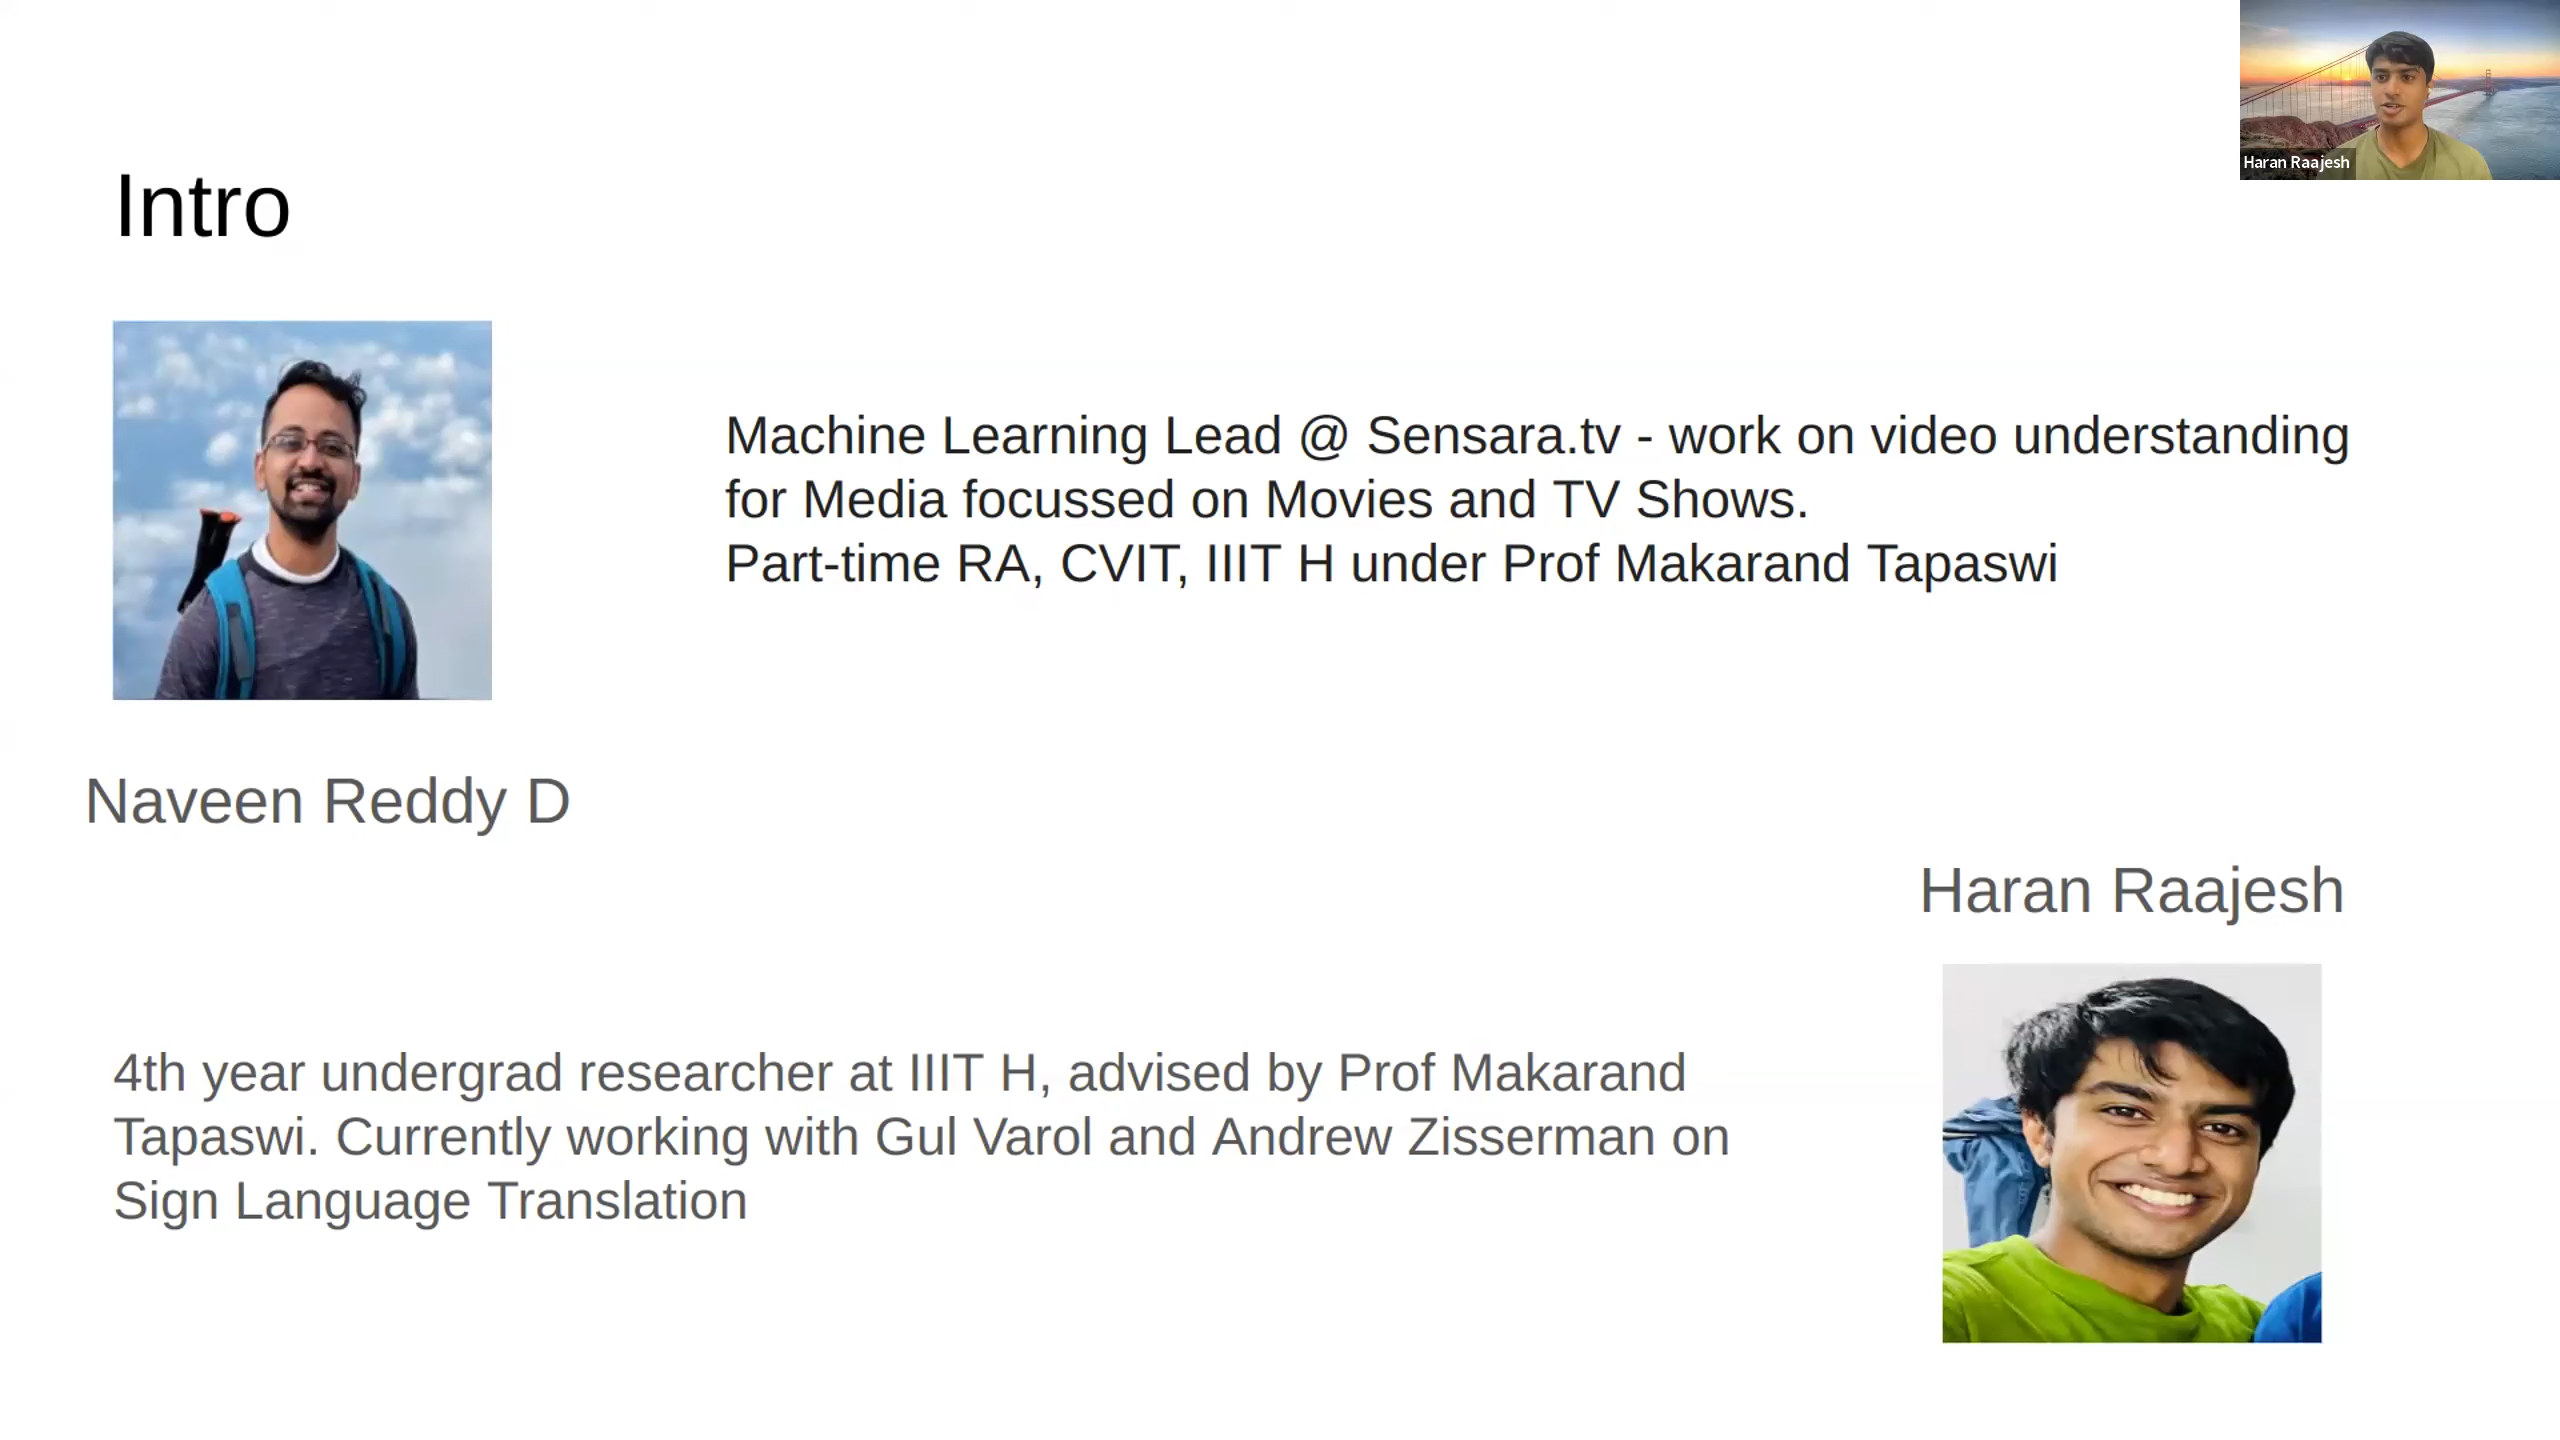 Haran Raajesh
Intro
Machine Learning Lead @ Sensara.tv - work on video understanding
for Media focussed on Movies and TV Shows.
Part-time RA, CVIT, IIIT H under Prof Makarand Tapaswi
Naveen Reddy D
Haran Raajesh
4th year undergrad researcher at IIIT H, advised by Prof Makarand
Tapaswi. Currently working with Gul Varol and Andrew Zisserman on
Sign Language Translation